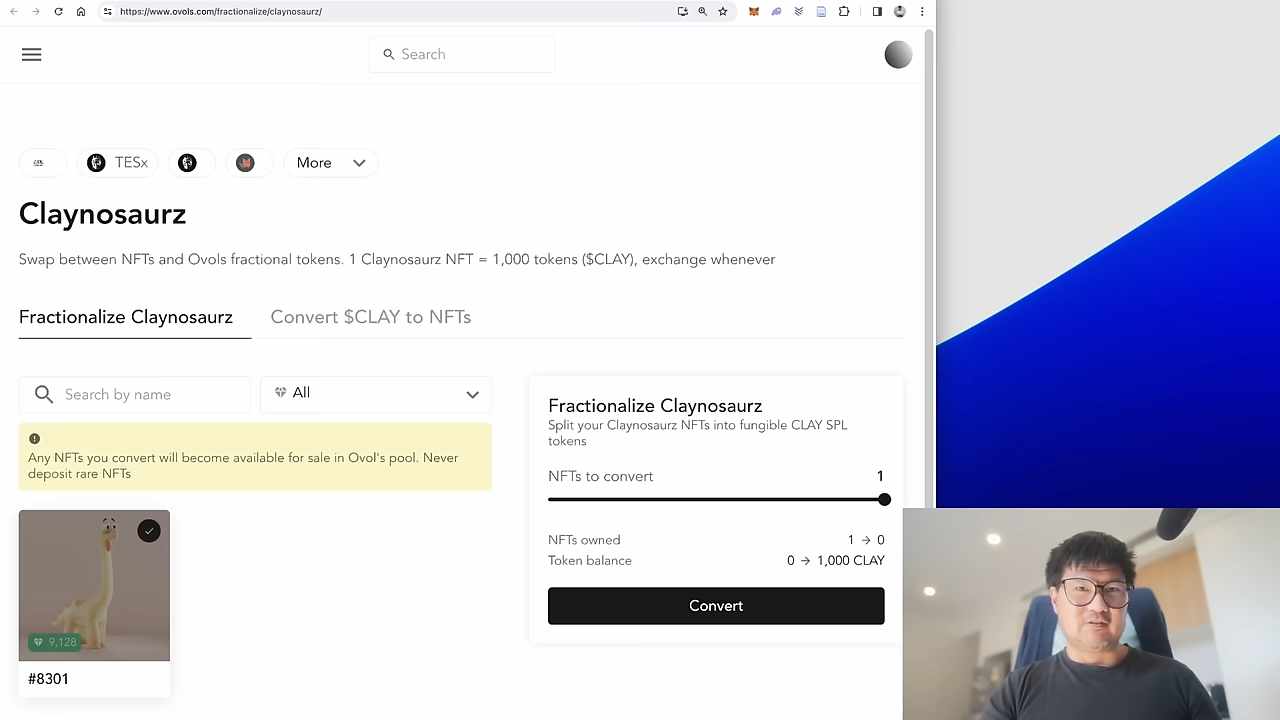 https://www.ovols.com/fractionalize/claynosaurz/
Search
TESx
More
Claynosaurz
Swap between NFTs and Ovols fractional tokens. 1 Claynosaurz NFT = 1,000 tokens ($CLAY), exchange whenever
Fractionalize Claynosaurz
Convert $CLAY to NFTs
Search by name
All
Any NFTs you convert will become available for sale in Ovol's pool. Never
deposit rare NFTs
9,128
#8301
Fractionalize Claynosaurz
Split your Claynosaurz NFTs into fungible CLAY SPL
tokens
NFTs to convert 1
NFTs owned 1 → 0
Token balance 0 → 1,000 CLAY
Convert